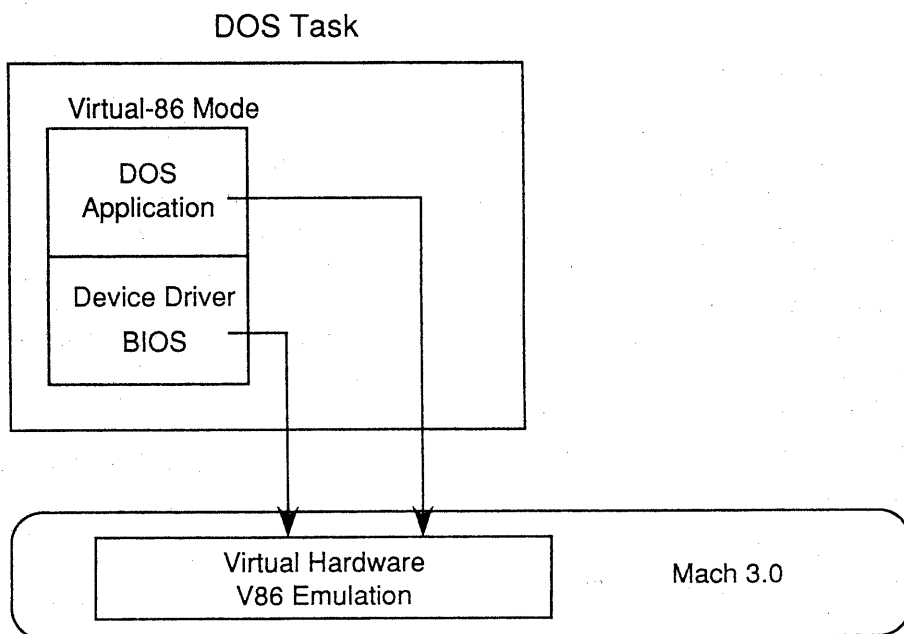 DOS Task
Virtual-86 Mode
DOS
Application
Device Driver
BIOS
Virtual Hardware
V86 Emulation
Mach 3.0